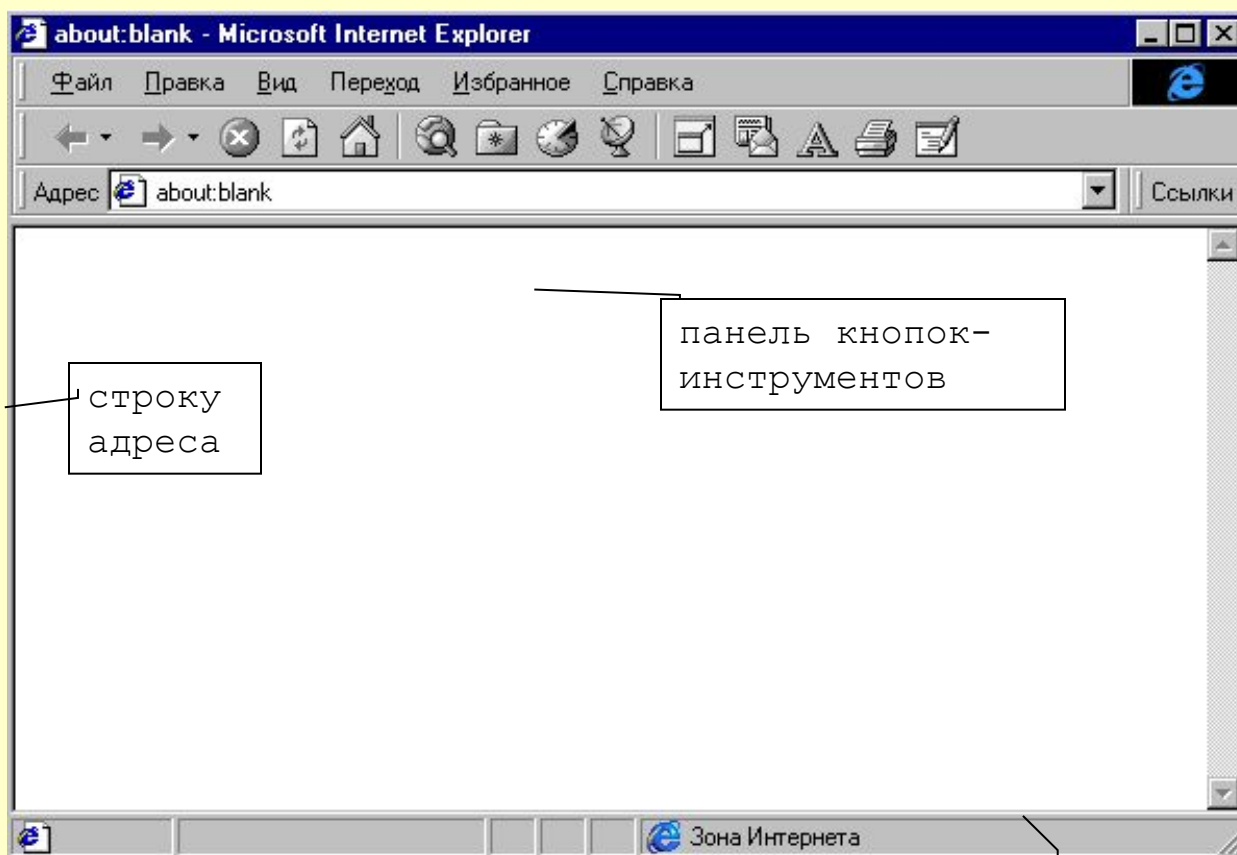 about:blank - Microsoft Internet Explorer
Файл Правка Вид Переход Избранное Справка
Адрес about:blank Ссылки
панель кнопок-
инструментов
строку
адреса
Зона Интернета